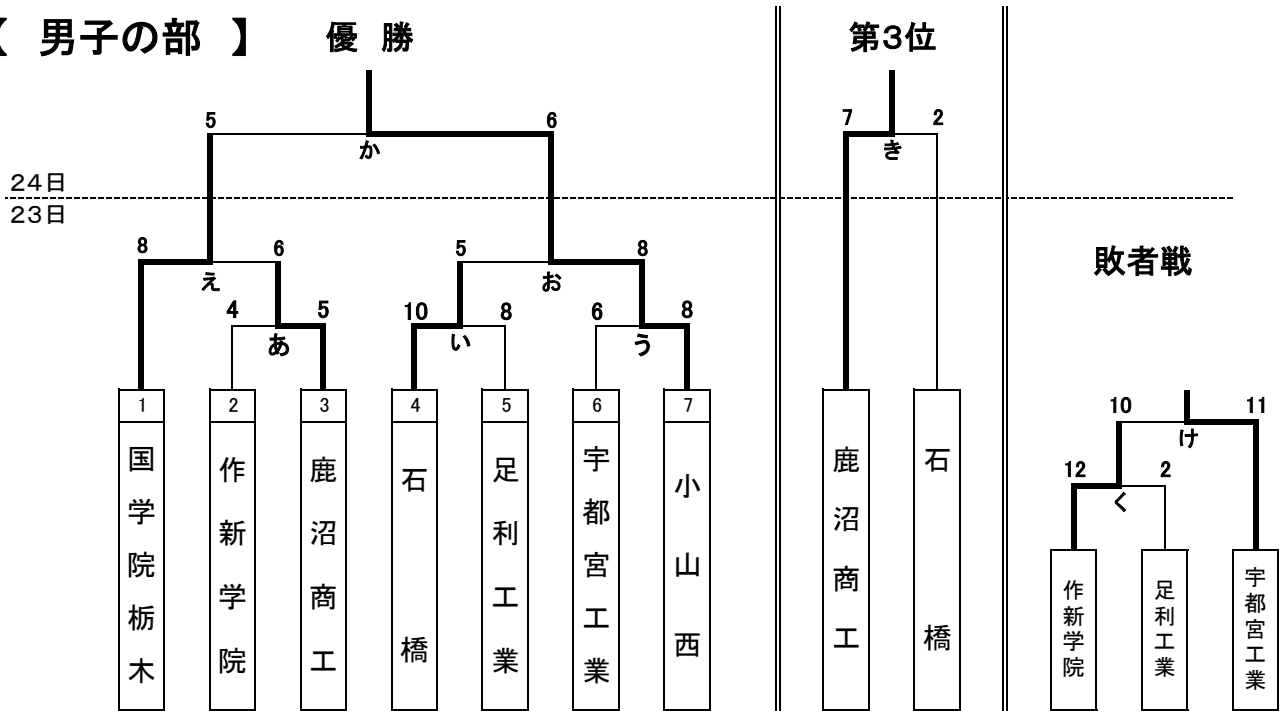 【 男子の部 】 優 勝
第3位
5 6
か
7 2
き
24日
23日
8 6
え
5 8
お
敗者戦
4 5
あ
10 8
い
6 8
う
1 2 3 4 5 6 7
国学院栃木
作新学院
鹿沼商工
石橋
足利工業
宇都宮工業
小山西
鹿沼商工
石橋
10 11
け
12 2
く
作新学院
足利工業
宇都宮工業